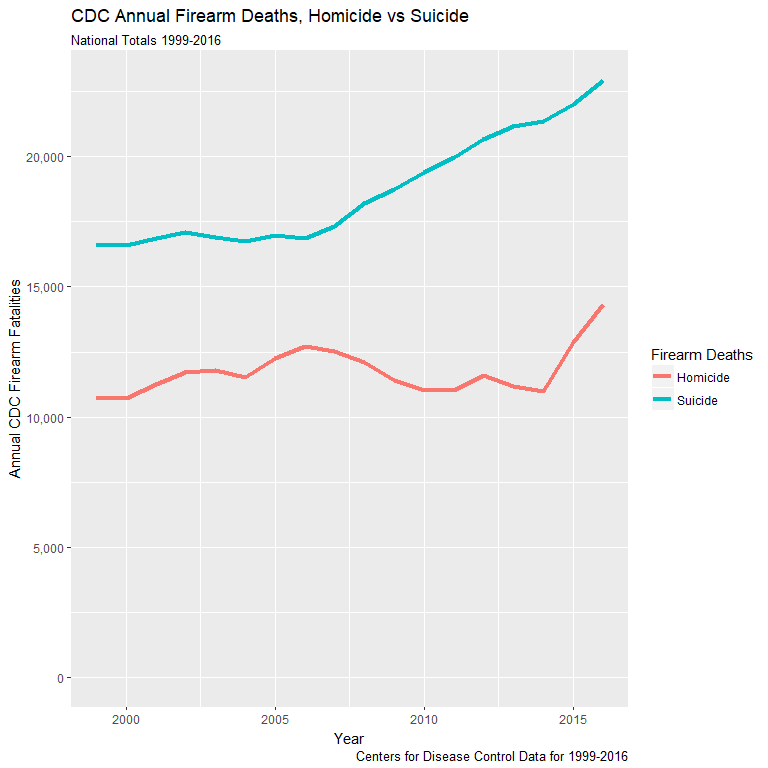 CDC Annual Firearm Deaths, Homicide vs Suicide
National Totals 1999-2016
Annual CDC Firearm Fatalities
20,000
15,000
10,000
5,000
0
2000
2005
2010
2015
Year
Centers for Disease Control Data for 1999-2016
Firearm Deaths
Homicide
Suicide